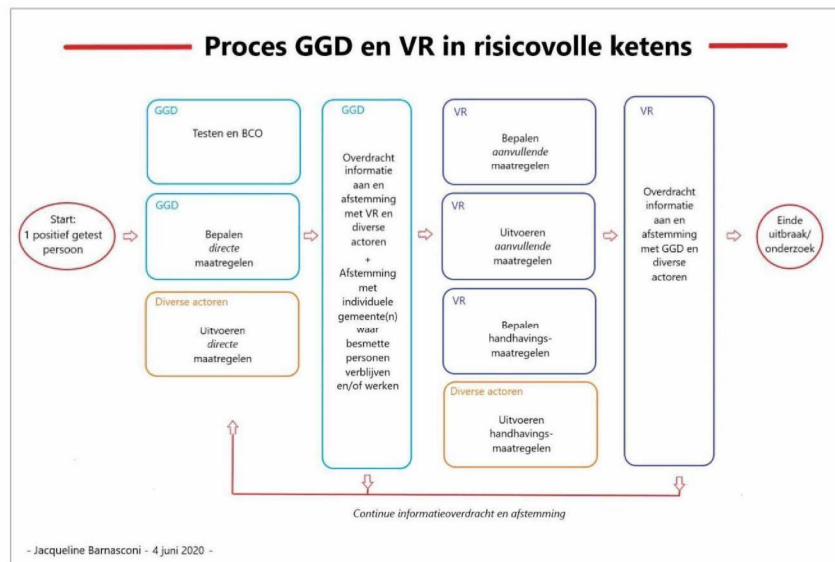 Proces GGD en VR in risicovolle ketens
Start:
1 positief getest
persoon
GGD
Testen en BCO
GGD
Bepalen
directe
maatregelen
Diverse actoren
Uitvoeren
directe
maatregelen
GGD
Overdracht
informatie
aan en
afstemming
met VR en
diverse
actoren
+
Afstemming
met
individuele
gemeente(n)
waar
besmette
personen
verblijven
en/of werken
VR
Bepalen
aanvullende
maatregelen
VR
Uitvoeren
aanvullende
maatregelen
VR
Bepalen
handhavings-
maatregelen
Diverse actoren
Uitvoeren
handhavings-
maatregelen
VR
Overdracht
informatie
aan en
afstemming
met GGD en
diverse
actoren
Einde
uitbraak/
onderzoek
Continue informatieoverdracht en afstemming
- Jacqueline Barnasconi - 4 juni 2020 -